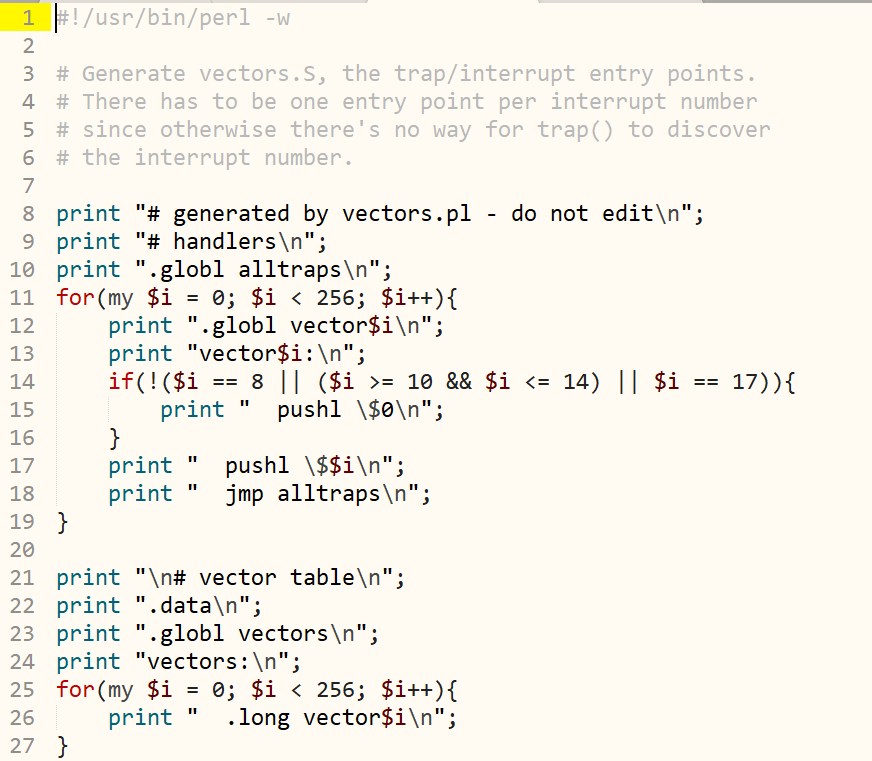 1 #!/usr/bin/perl -w
2
3 # Generate vectors.S, the trap/interrupt entry points.
4 # There has to be one entry point per interrupt number
5 # since otherwise there's no way for trap() to discover
6 # the interrupt number.
7
8 print "# generated by vectors.pl - do not edit\n";
9 print "# handlers\n";
10 print ".globl alltraps\n";
11 for(my $i = 0; $i < 256; $i++){
12     print ".globl vector$i\n";
13     print "vector$i:\n";
14     if(!($i == 8 || ($i >= 10 && $i <= 14) || $i == 17)){
15         print "  pushl \$0\n";
16     }
17     print "  pushl \$$i\n";
18     print "  jmp alltraps\n";
19 }
20
21 print "\n# vector table\n";
22 print ".data\n";
23 print ".globl vectors\n";
24 print "vectors:\n";
25 for(my $i = 0; $i < 256; $i++){
26     print "  .long vector$i\n";
27 }